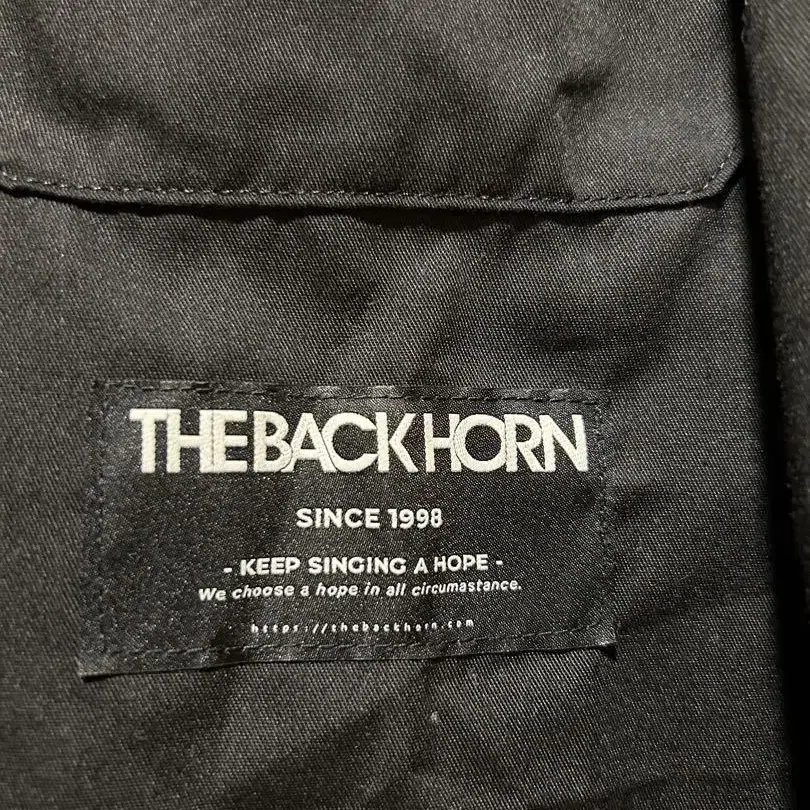 THE BACK HORN
SINCE 1998
- KEEP SINGING A HOPE -
We choose a hope in all circumastance.
https://thebackhorn.com